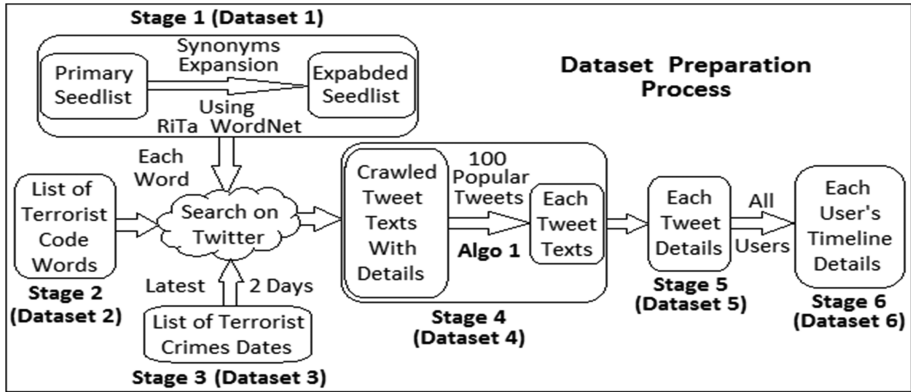 Stage 1 (Dataset 1)
Synonyms
Expansion
Primary
Seedlist
Expabded
Seedlist
Using
RiTa WordNet
Dataset Preparation
Process
Each
Word
List of
Terrorist
Code
Words
Stage 2
(Dataset 2)
Search on
Twitter
Latest 2 Days
List of Terrorist
Crimes Dates
Stage 3 (Dataset 3)
Crawled
Tweet
Texts
With
Details
100
Popular
Tweets
Algo 1
Each
Tweet
Texts
Stage 4
(Dataset 4)
Each
Tweet
Details
Stage 5
(Dataset 5)
All
Users
Each
User's
Timeline
Details
Stage 6
(Dataset 6)